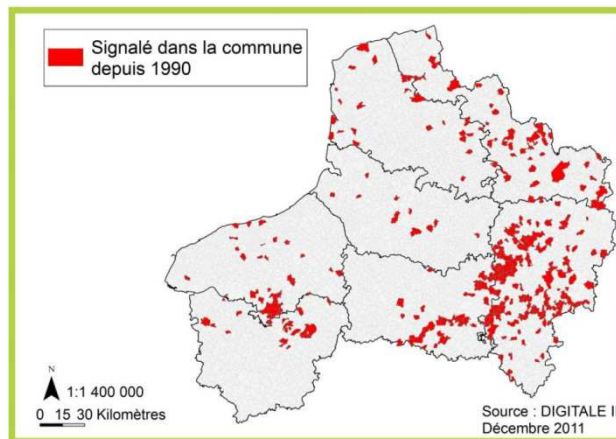 Signalé dans la commune
depuis 1990
N
1:1 400 000
0 15 30 Kilomètres
Source : DIGITALE I
Décembre 2011